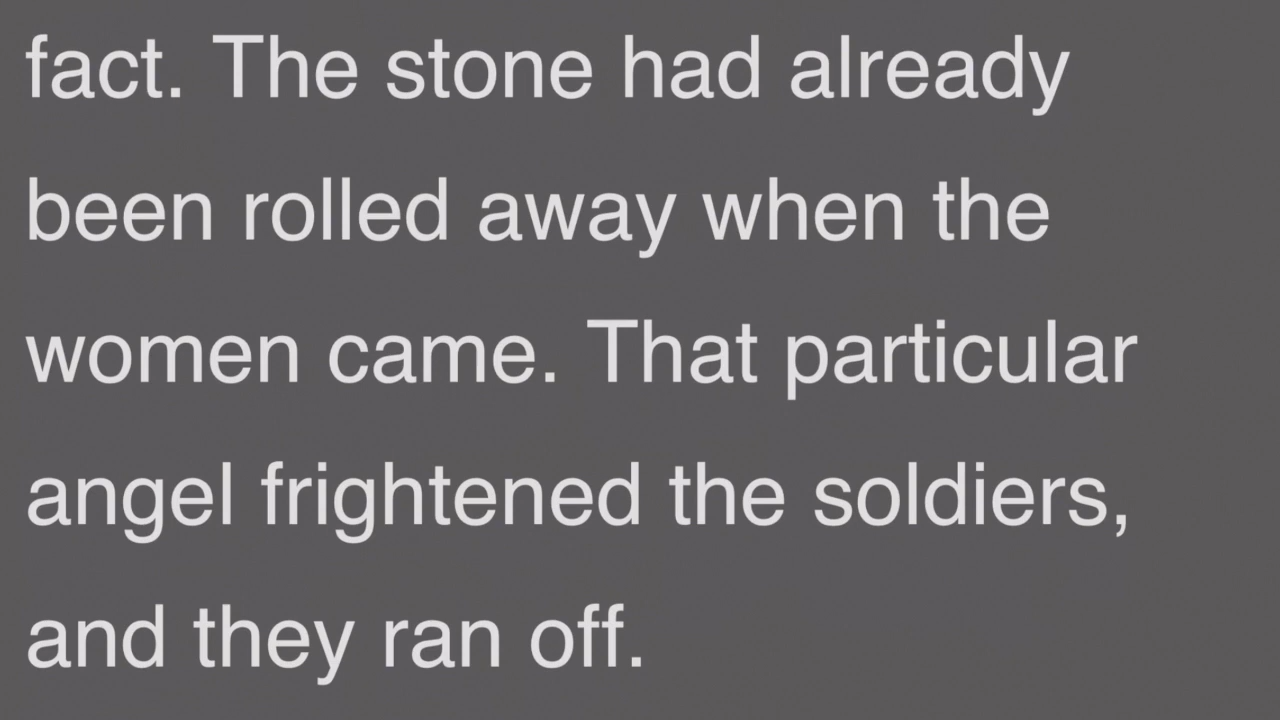 fact. The stone had already
been rolled away when the
women came. That particular
angel frightened the soldiers,
and they ran off.